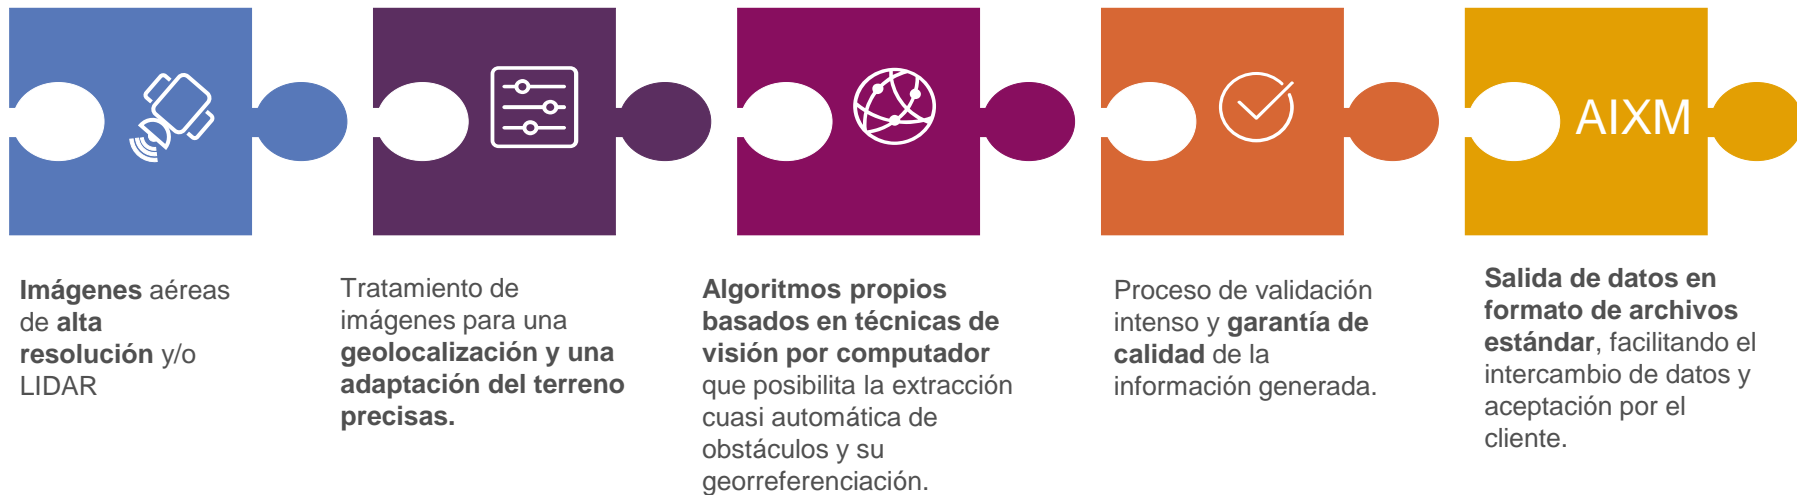 AIXM
Imágenes aéreas
de alta
resolución y/o
LIDAR
Tratamiento de
imágenes para una
geolocalización y una
adaptación del terreno
precisas.
Algoritmos propios
basados en técnicas de
visión por computador
que posibilita la extracción
cuasi automática de
obstáculos y su
georreferenciación.
Proceso de validación
intenso y garantía de
calidad de la
información generada.
Salida de datos en
formato de archivos
estándar, facilitando el
intercambio de datos y
aceptación por el
cliente.